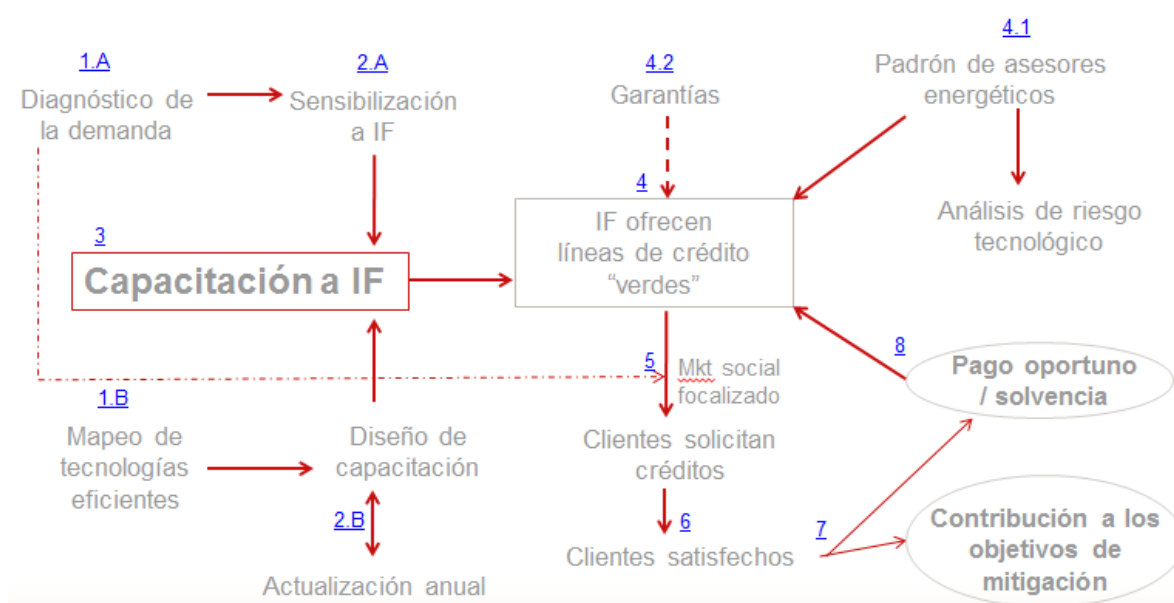 1.A
Diagnóstico de
la demanda
2.A
Sensibilización
a IF
4.2
Garantías
4.1
Padrón de asesores
energéticos
Análisis de riesgo
tecnológico
4
IF ofrecen
líneas de crédito
“verdes”
3
Capacitación a IF
5
Mkt social
focalizado
8
Pago oportuno
/ solvencia
1.B
Mapeo de
tecnologías
eficientes
Diseño de
capacitación
2.B
Actualización anual
Clientes solicitan
créditos
6
Clientes satisfechos
7
Contribución a los
objetivos de
mitigación